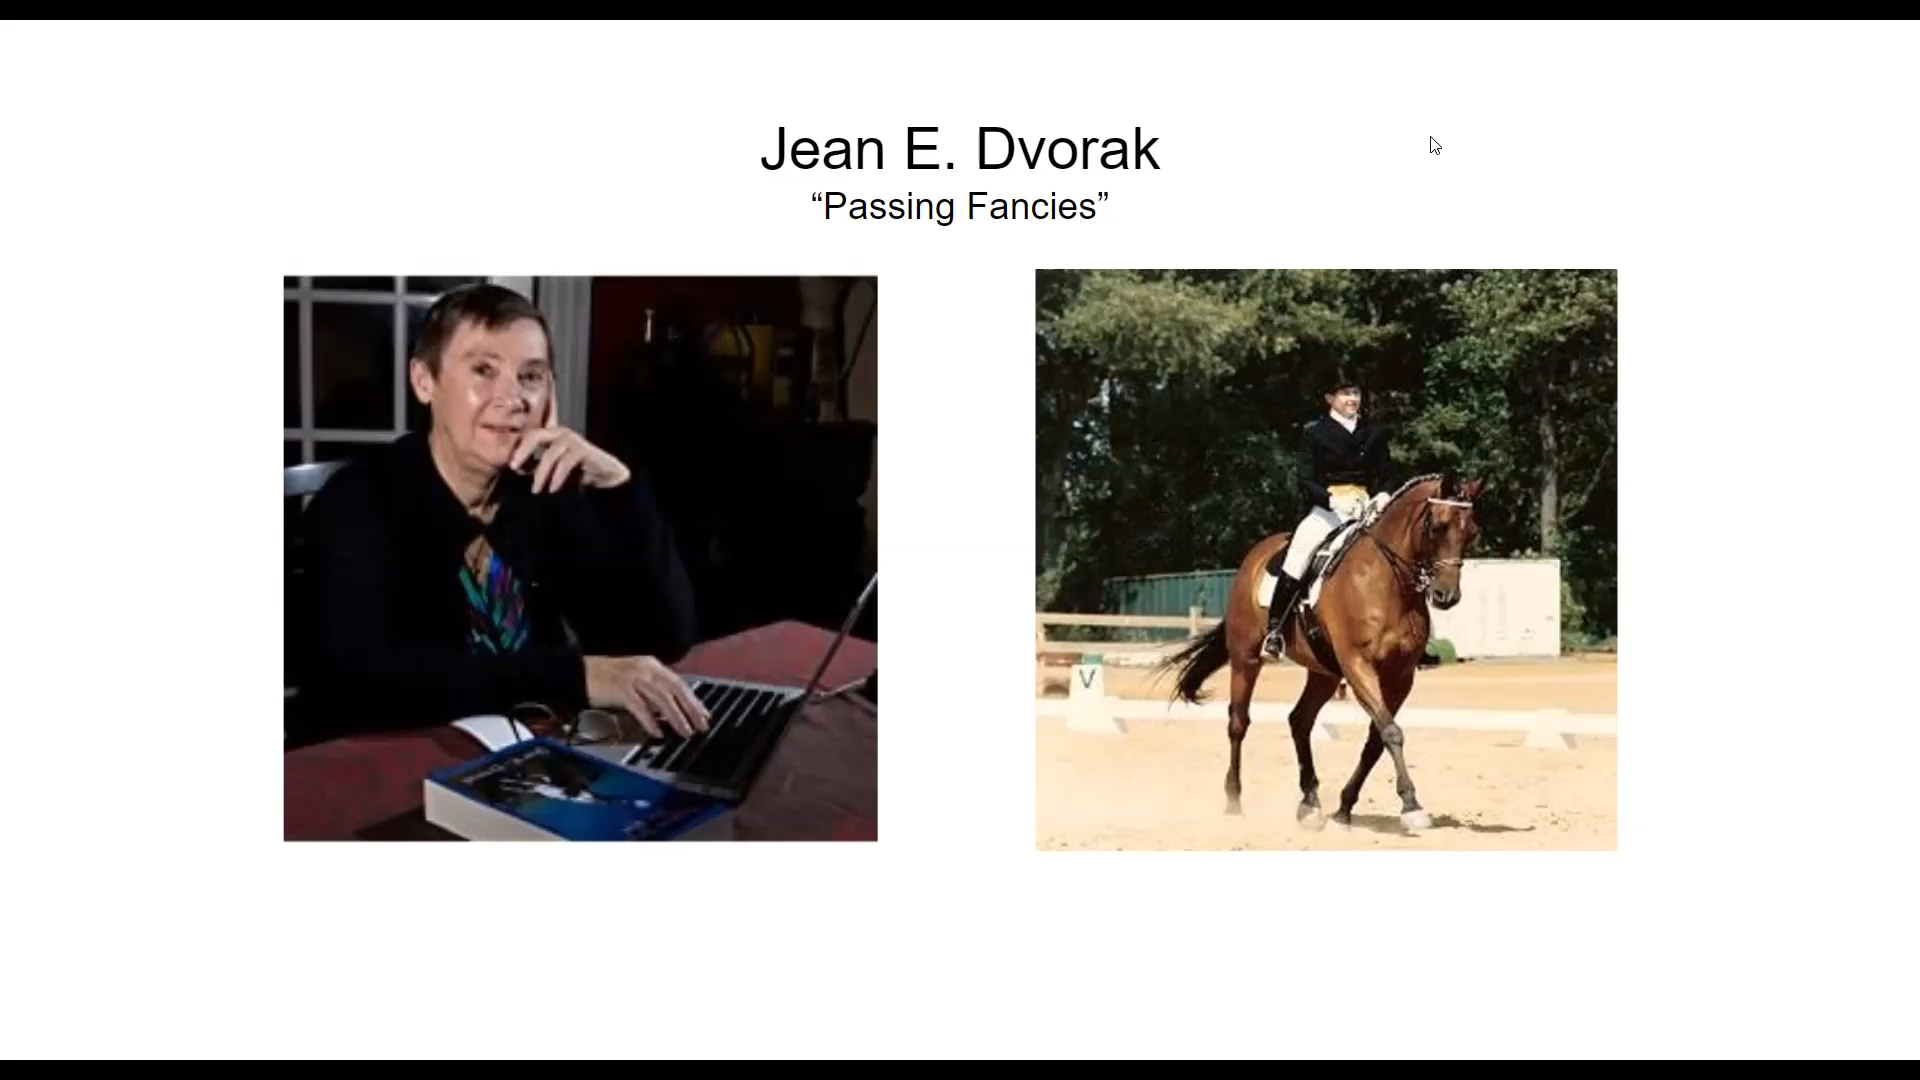 Jean E. Dvorak
“Passing Fancies”
V